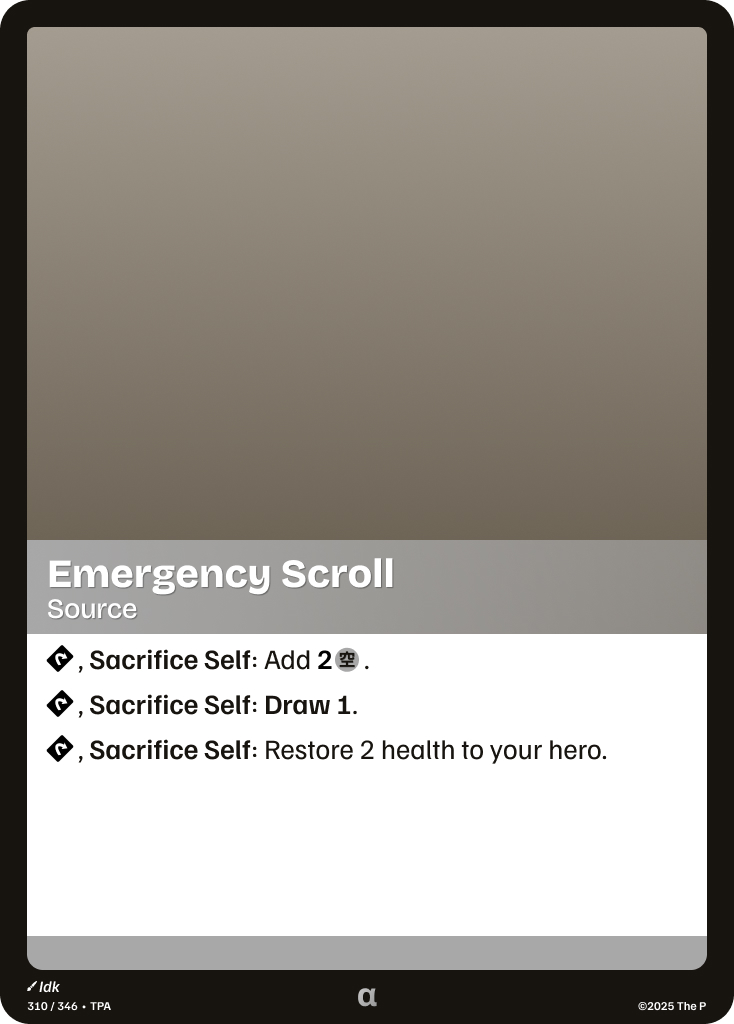 Emergency Scroll
Source
, Sacrifice Self: Add 2 空 .
, Sacrifice Self: Draw 1.
, Sacrifice Self: Restore 2 health to your hero.
Idk
310 / 346 • TPA
α
©2025 The P